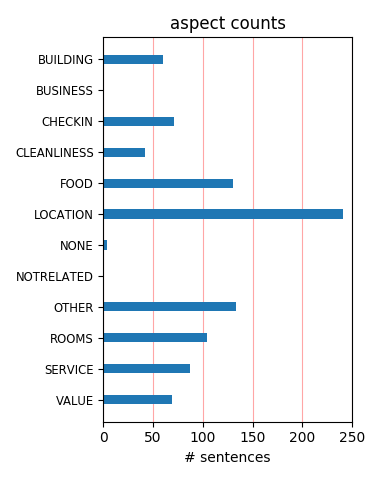 aspect counts
BUILDING
BUSINESS
CHECKIN
CLEANLINESS
FOOD
LOCATION
NONE
NOTRELATED
OTHER
ROOMS
SERVICE
VALUE
0 50 100 150 200 250
# sentences